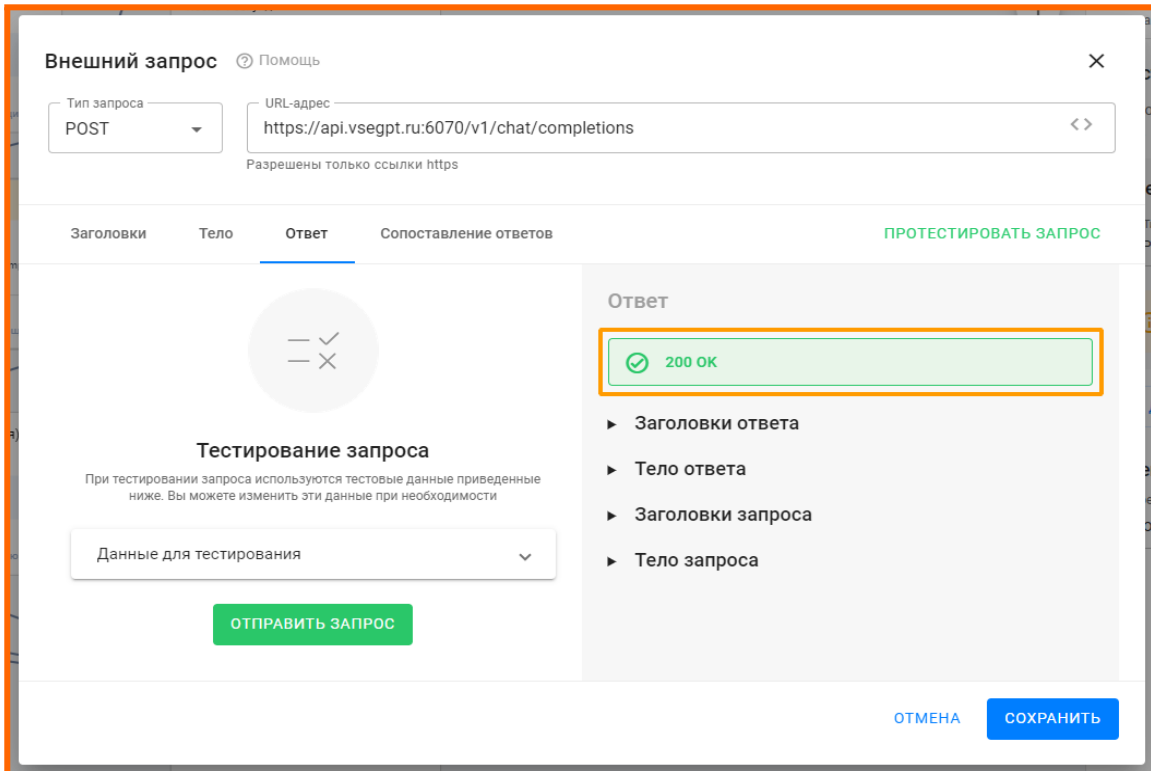 Внешний запрос
Помощь
Тип запроса
POST
URL-адрес
https://api.vsegpt.ru:6070/v1/chat/completions
Разрешены только ссылки https
Заголовки
Тело
Ответ
Сопоставление ответов
ПРОТЕСТИРОВАТЬ ЗАПРОС
Тестирование запроса
При тестировании запроса используются тестовые данные приведенные
ниже. Вы можете изменить эти данные при необходимости
Данные для тестирования
ОТПРАВИТЬ ЗАПРОС
Ответ
200 OK
Заголовки ответа
Тело ответа
Заголовки запроса
Тело запроса
ОТМЕНА
СОХРАНИТЬ